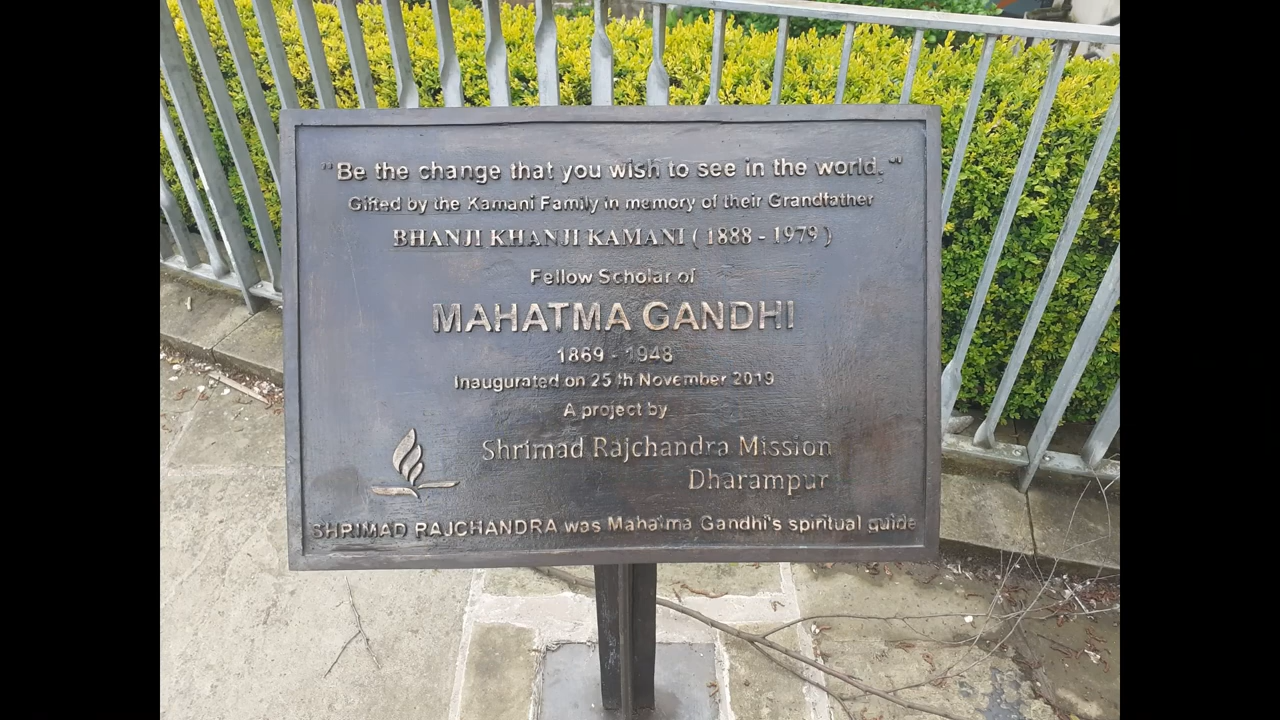 "Be the change that you wish to see in the world."
Gifted by the Kamani Family in memory of their Grandfather
BHANJI KHANJI KAMANI ( 1888 - 1979 )
Fellow Scholar of
MAHATMA GANDHI
1869 - 1948
Inaugurated on 25 th November 2019
A project by
Shrimad Rajchandra Mission
Dharampur
SHRIMAD RAJCHANDRA was Mahatma Gandhi's spiritual guide